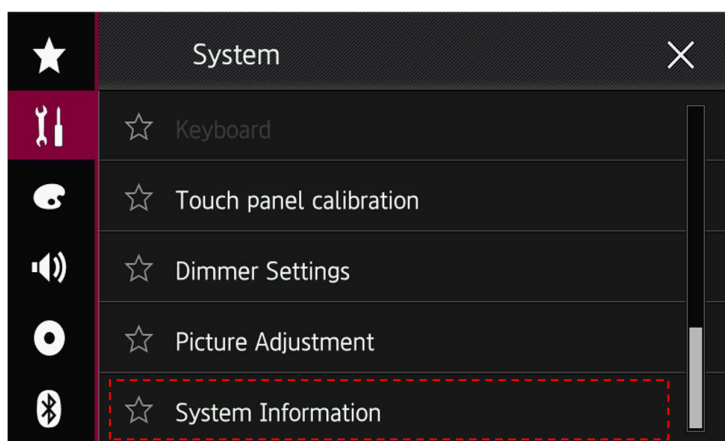 System
Keyboard
Touch panel calibration
Dimmer Settings
Picture Adjustment
System Information